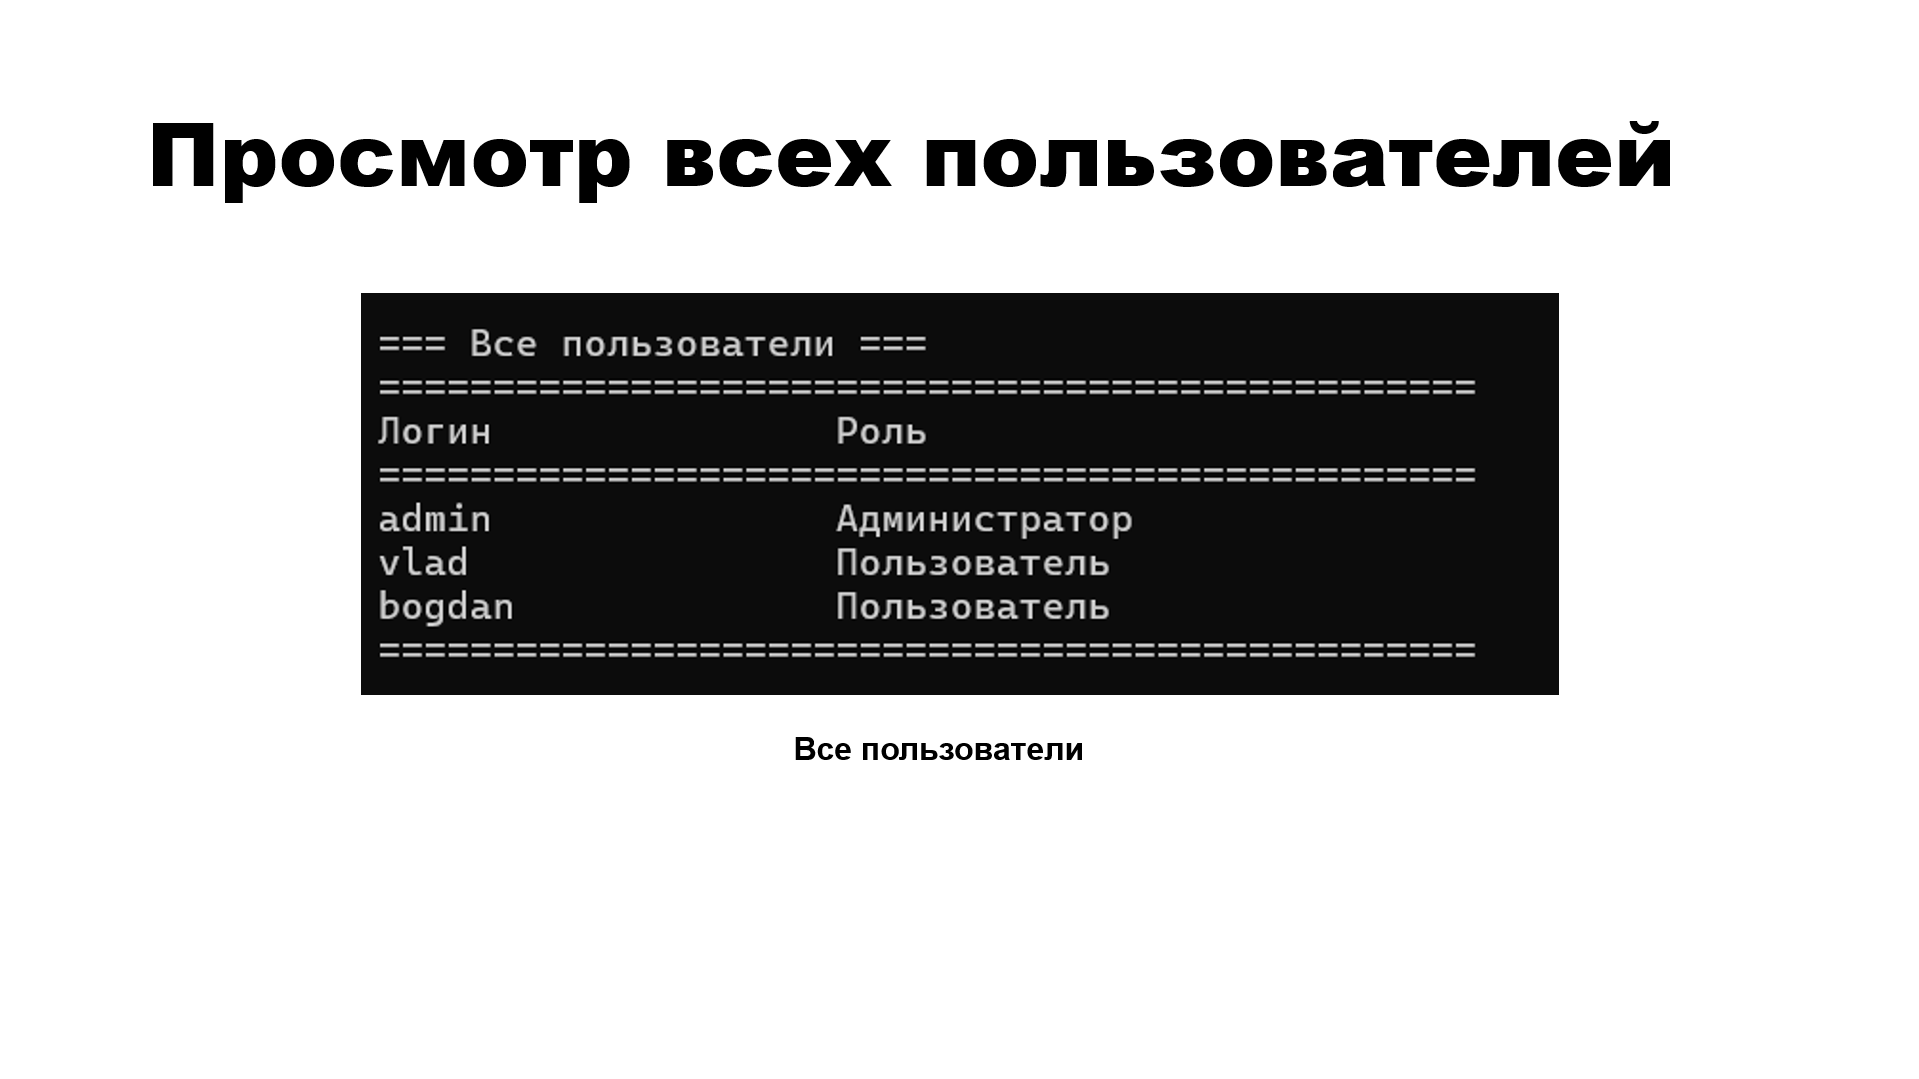 Просмотр всех пользователей
=== Все пользователи ===
================================================
Логин                    Роль
================================================
admin                    Администратор
vlad                     Пользователь
bogdan                   Пользователь
================================================
Все пользователи